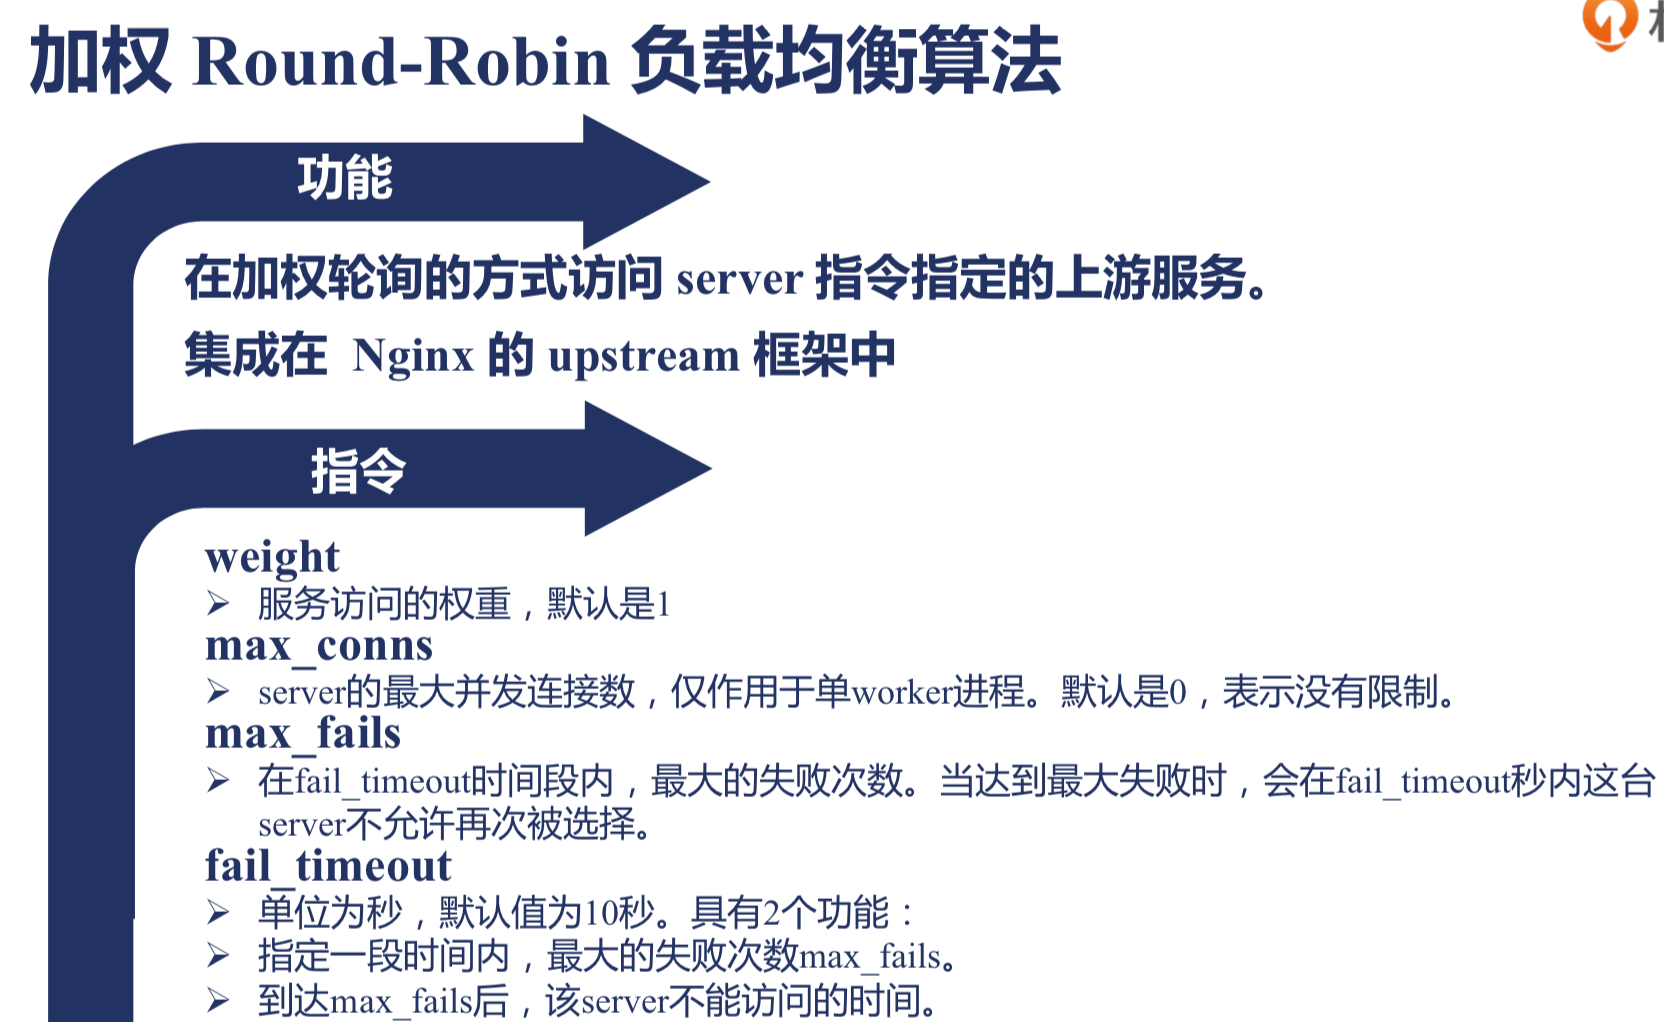 加权 Round-Robin 负载均衡算法
功能
在加权轮询的方式访问 server 指令指定的上游服务。
集成在 Nginx 的 upstream 框架中
指令
weight
➢ 服务访问的权重，默认是1
max_conns
➢ server的最大并发连接数，仅作用于单worker进程。默认是0，表示没有限制。
max_fails
➢ 在fail_timeout时间段内，最大的失败次数。当达到最大失败时，会在fail_timeout秒内这台
server不允许再次被选择。
fail_timeout
➢ 单位为秒，默认值为10秒。具有2个功能：
➢ 指定一段时间内，最大的失败次数max_fails。
➢ 到达max_fails后，该server不能访问的时间。